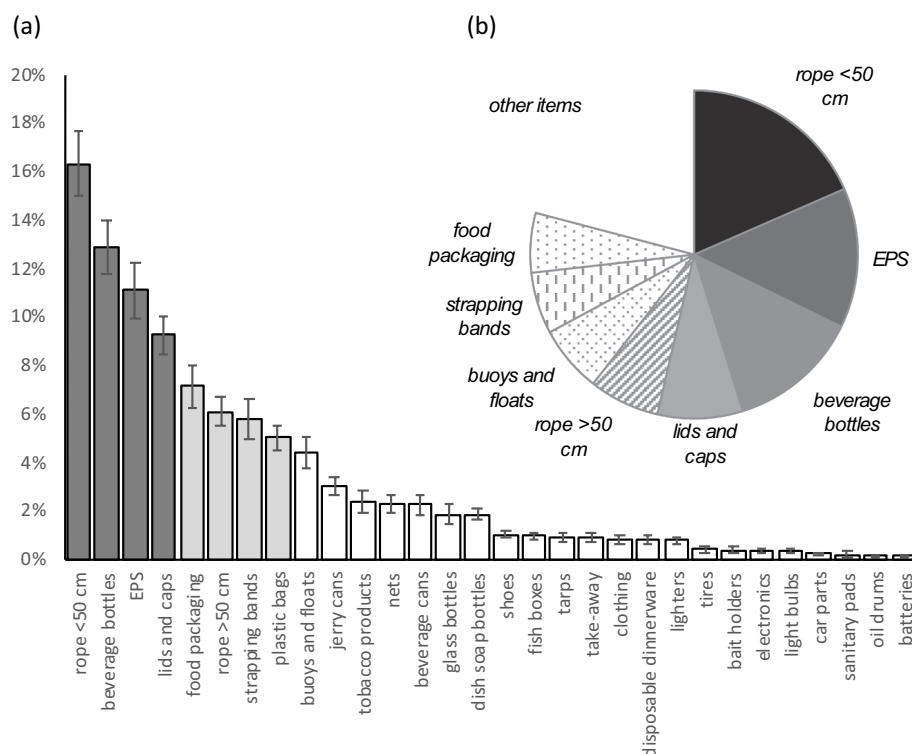 (a)
(b)
20%
18%
16%
14%
12%
10%
8%
6%
4%
2%
0%
rope <50 cm
beverage bottles
EPS
lids and caps
food packaging
rope >50 cm
strapping bands
plastic bags
buoys and floats
jerry cans
tobacco products
nets
beverage cans
glass bottles
dish soap bottles
shoes
fish boxes
tarps
take-away
clothing
disposable dinnerware
lighters
tires
bait holders
electronics
light bulbs
car parts
sanitary pads
oil drums
batteries
rope <50
cm
EPS
beverage
bottles
lids and
caps
rope >50
cm
buoys and
floats
strapping
bands
food
packaging
other items